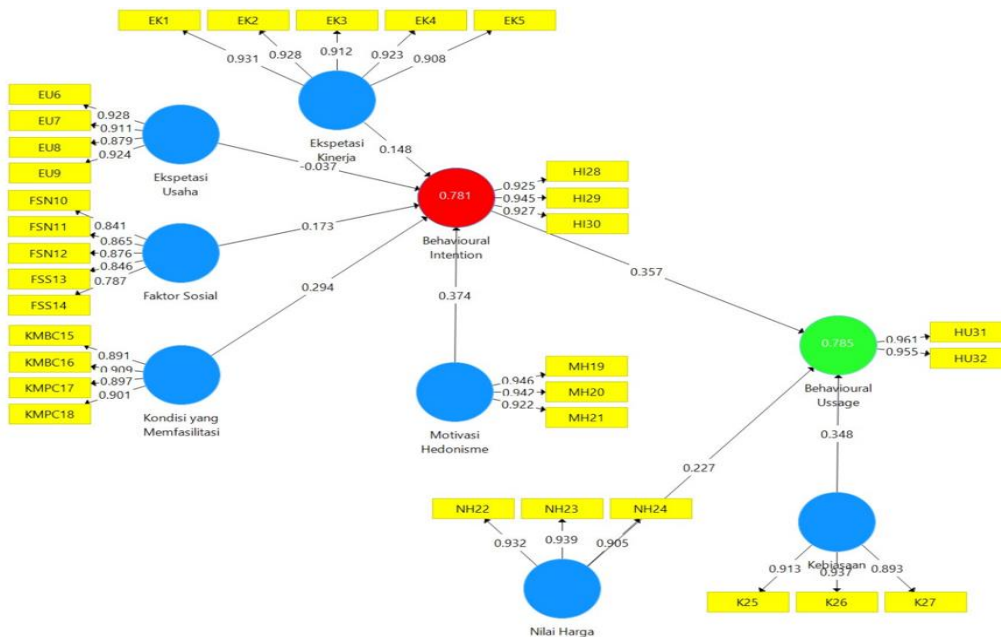 EK1 EK2 EK3 EK4 EK5
0.931 0.928 0.912 0.923 0.908
Ekspetasi
Kinerja
0.148
EU6
EU7
EU8
EU9
0.928
0.911
0.879
0.924
Ekspetasi
Usaha
-0.037
FSN10
FSN11
FSN12
FSS13
FSS14
0.841
0.865
0.876
0.846
0.787
Faktor Sosial
0.173
KMBC15
KMBC16
KMPC17
KMPC18
0.891
0.909
0.897
0.901
Kondisi yang
Memfasilitasi
0.294
0.781
Behavioural
Intention
0.925
0.945
0.927
HI28
HI29
HI30
0.357
0.374
MH19
MH20
MH21
0.946
0.942
0.922
Motivasi
Hedonisme
0.785
Behavioural
Ussage
0.961
0.955
HU31
HU32
0.348
0.227
NH22 NH23 NH24
0.932 0.939 0.905
Nilai Harga
Kebiasaan
0.913 0.937 0.893
K25 K26 K27